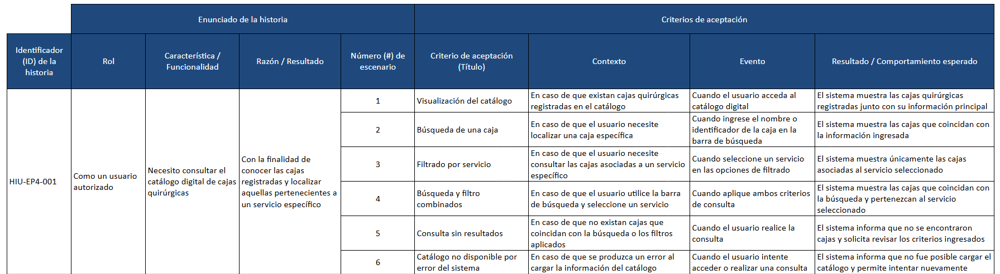 Enunciado de la historia
Criterios de aceptación
Identificador
(ID) de la
historia
Rol
Característica /
Funcionalidad
Razón / Resultado
Número (#) de
escenario
Criterio de aceptación
(Título)
Contexto
Evento
Resultado / Comportamiento esperado
HIU-EP4-001
Como un usuario
autorizado
Necesito consultar el
catálogo digital de cajas
quirúrgicas
Con la finalidad de
conocer las cajas
registradas y localizar
aquellas pertenecientes a
un servicio específico
1
Visualización del catálogo
En caso de que existan cajas quirúrgicas
registradas en el catálogo
Cuando el usuario acceda al
catálogo digital
El sistema muestra las cajas quirúrgicas
registradas junto con su información principal
2
Búsqueda de una caja
En caso de que el usuario necesite
localizar una caja específica
Cuando ingrese el nombre o
identificador de la caja en la
barra de búsqueda
El sistema muestra las cajas que coincidan con
la información ingresada
3
Filtrado por servicio
En caso de que el usuario necesite
consultar las cajas asociadas a un servicio
específico
Cuando seleccione un servicio
en las opciones de filtrado
El sistema muestra únicamente las cajas
asociadas al servicio seleccionado
4
Búsqueda y filtro
combinados
En caso de que el usuario utilice la barra
de búsqueda y seleccione un servicio
Cuando aplique ambos criterios
de consulta
El sistema muestra las cajas que coincidan con
la búsqueda y pertenezcan al servicio
seleccionado
5
Consulta sin resultados
En caso de que no existan cajas que
coincidan con la búsqueda o los filtros
aplicados
Cuando el usuario realice la
consulta
El sistema informa que no se encontraron
cajas y solicita revisar los criterios ingresados
6
Catálogo no disponible por
error del sistema
En caso de que se produzca un error al
cargar la información del catálogo
Cuando el usuario intente
acceder o realizar una consulta
El sistema informa que no fue posible cargar el
catálogo y permite intentar nuevamente